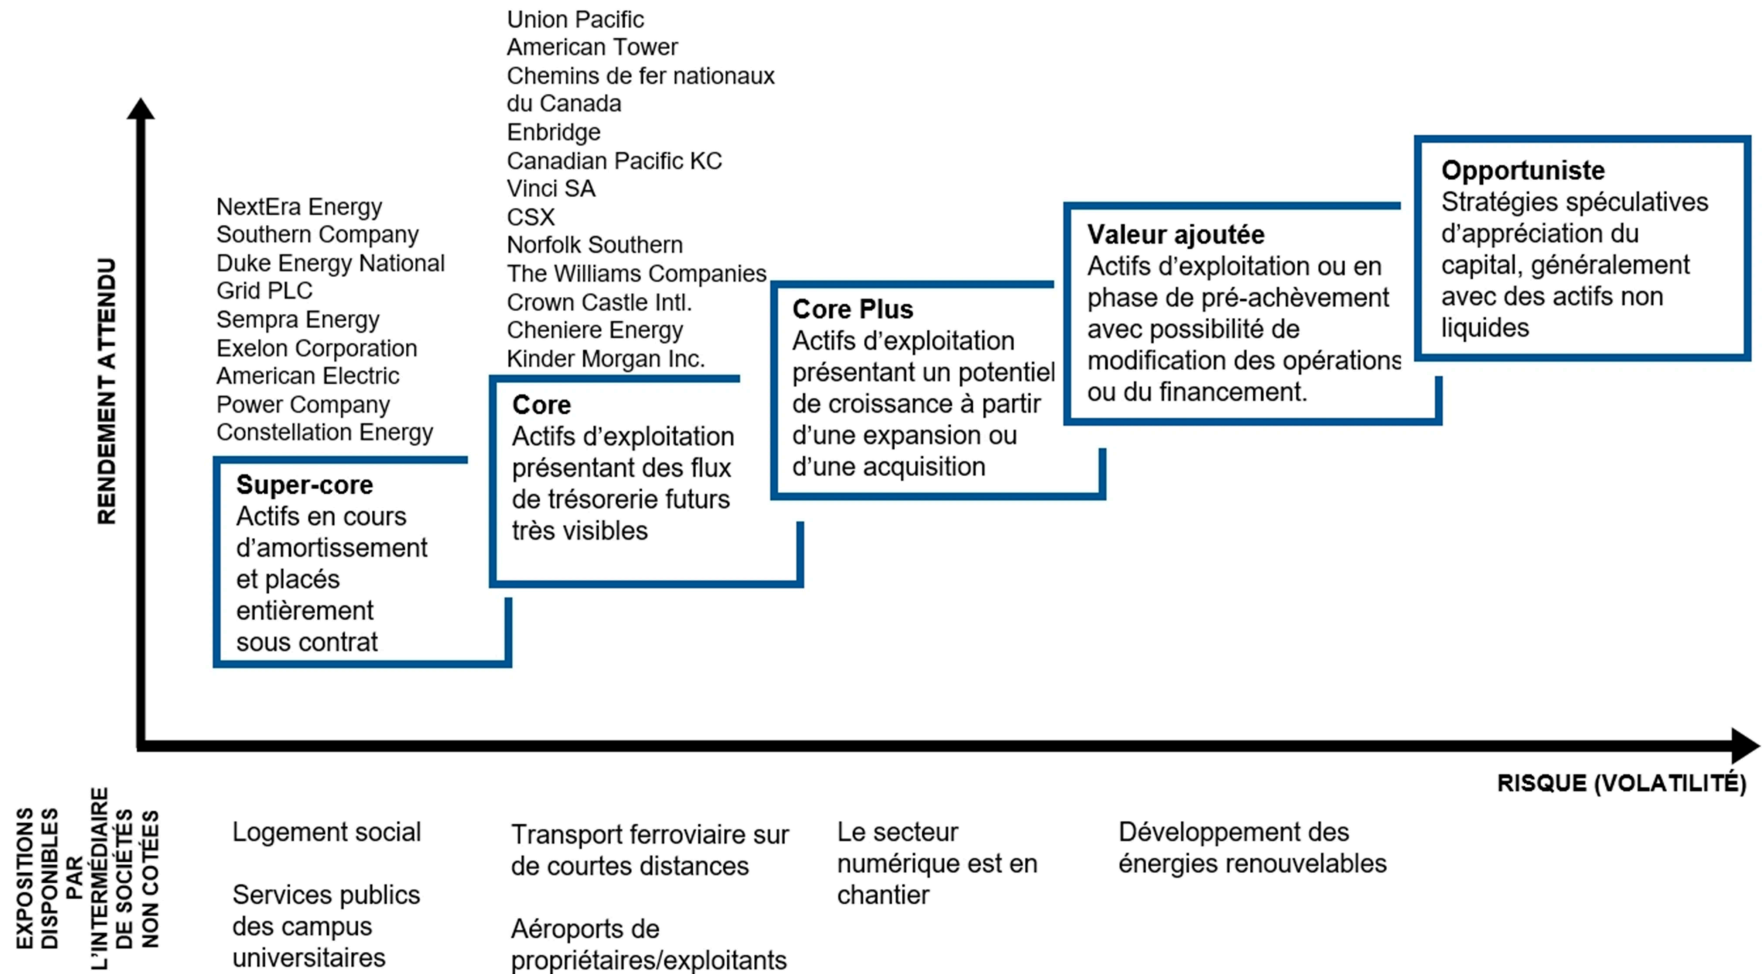 Union Pacific
American Tower
Chemins de fer nationaux
du Canada
Enbridge
Canadian Pacific KC
Vinci SA
CSX
Norfolk Southern
The Williams Companies
Crown Castle Intl.
Cheniere Energy
Kinder Morgan Inc.
NextEra Energy
Southern Company
Duke Energy National
Grid PLC
Sempra Energy
Exelon Corporation
American Electric
Power Company
Constellation Energy
RENDEMENT ATTENDU
Super-core
Actifs en cours
d’amortissement
et placés
entièrement
sous contrat
Core
Actifs d’exploitation
présentant des flux
de trésorerie futurs
très visibles
Core Plus
Actifs d’exploitation
présentant un potentiel
de croissance à partir
d’une expansion ou
d’une acquisition
Valeur ajoutée
Actifs d’exploitation ou en
phase de pré-achèvement
avec possibilité de
modification des opérations
ou du financement.
Opportuniste
Stratégies spéculatives
d’appréciation du
capital, généralement
avec des actifs non
liquides
RISQUE (VOLATILITÉ)
EXPOSITIONS
DISPONIBLES
PAR
L’INTERMÉDIAIRE
DE SOCIÉTÉS
NON COTÉES
Logement social
Services publics
des campus
universitaires
Transport ferroviaire sur
de courtes distances
Aéroports de
propriétaires/exploitants
Le secteur
numérique est en
chantier
Développement des
énergies renouvelables